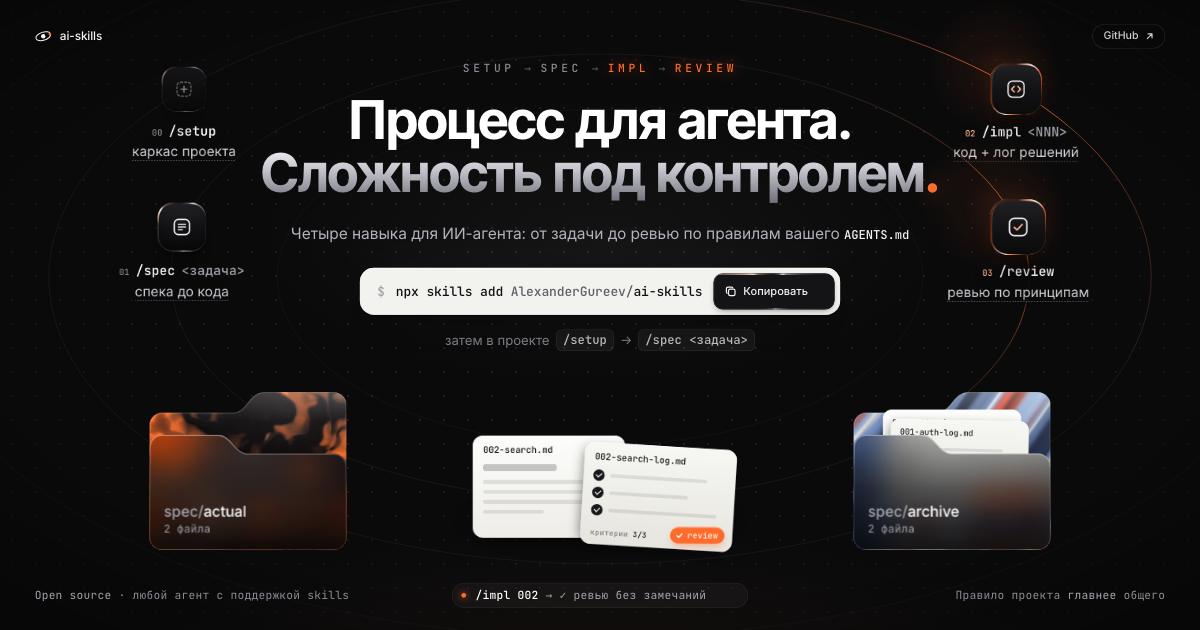 ai-skills
GitHub ↗
SETUP → SPEC → IMPL → REVIEW
Процесс для агента.
Сложность под контролем.
00 /setup
каркас проекта
02 /impl <NNN>
код + лог решений
01 /spec <задача>
спека до кода
03 /review
ревью по принципам
Четыре навыка для ИИ-агента: от задачи до ревью по правилам вашего AGENTS.md
$ npx skills add AlexanderGureev/ai-skills
Копировать
затем в проекте /setup → /spec <задача>
spec/actual
2 файла
002-search.md
002-search-log.md
критерии 3/3
✓ review
001-auth-log.md
spec/archive
2 файла
Open source · любой агент с поддержкой skills
/impl 002 → ✓ ревью без замечаний
Правило проекта главнее общего